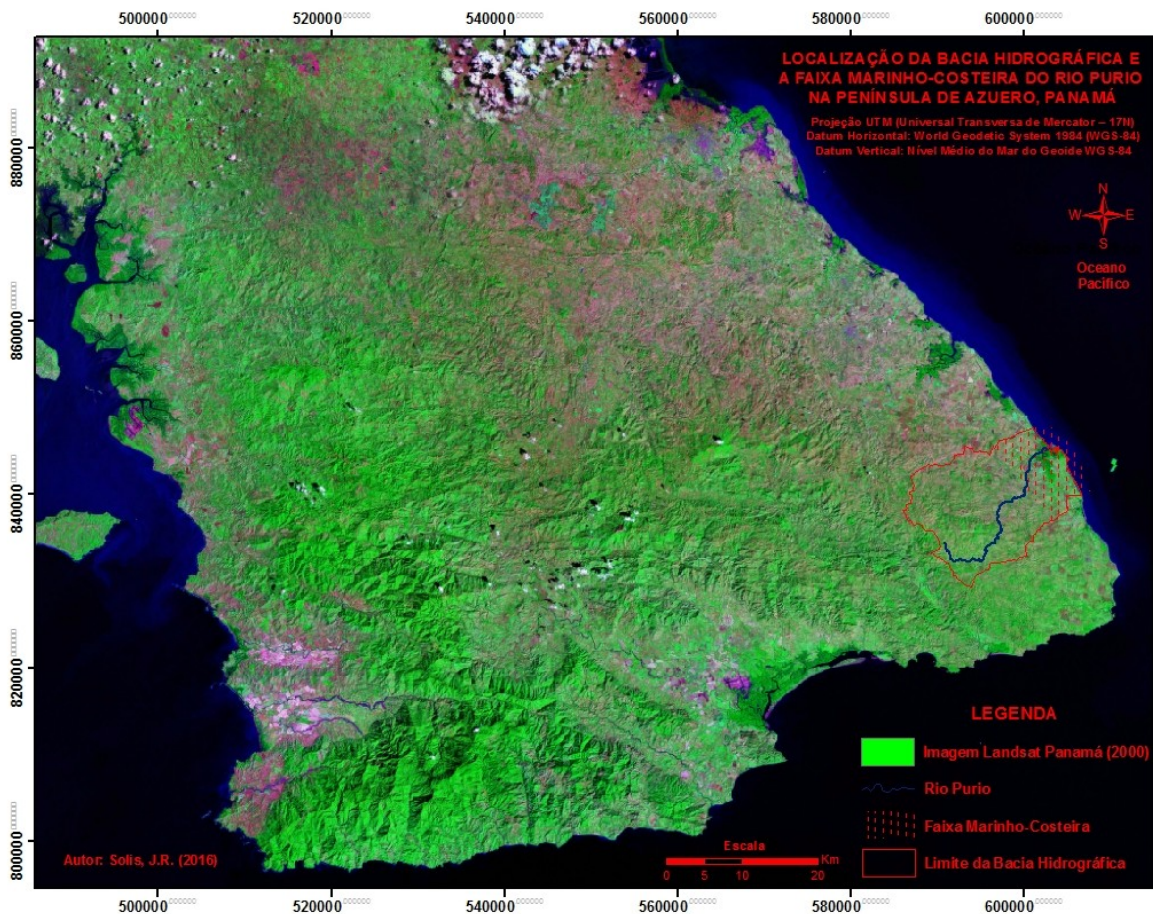 500000 520000 540000 560000 580000 600000
LOCALIZAÇÃO DA BACIA HIDROGRÁFICA E
A FAIXA MARINHO-COSTEIRA DO RIO PURIO
NA PENÍNSULA DE AZUERO, PANAMÁ
Projeção UTM (Universal Transversa de Mercator – 17N)
Datum Horizontal: World Geodetic System 1984 (WGS-84)
Datum Vertical: Nível Médio do Mar do Geoide WGS-84
N
W E
S
Oceano
Pacífico
880000
860000
840000
820000
800000
LEGENDA
Imagem Landsat Panamá (2000)
Rio Purio
Faixa Marinho-Costeira
Limite da Bacia Hidrográfica
Autor: Solis, J.R. (2016)
Escala
Km
0 5 10 20
500000 520000 540000 560000 580000 600000